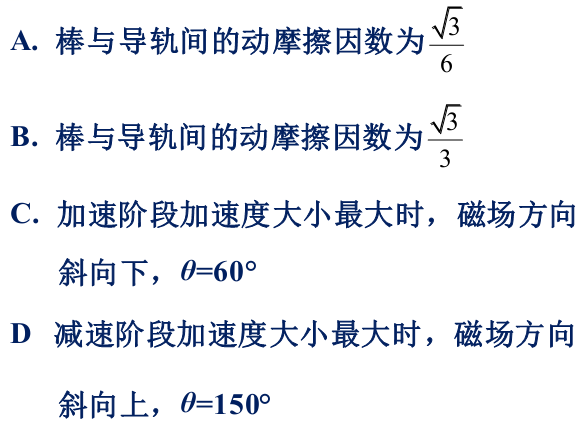 A. 棒与导轨间的动摩擦因数为√3/6
B. 棒与导轨间的动摩擦因数为√3/3
C. 加速阶段加速度大小最大时，磁场方向
斜向下，θ=60°
D 减速阶段加速度大小最大时，磁场方向
斜向上，θ=150°